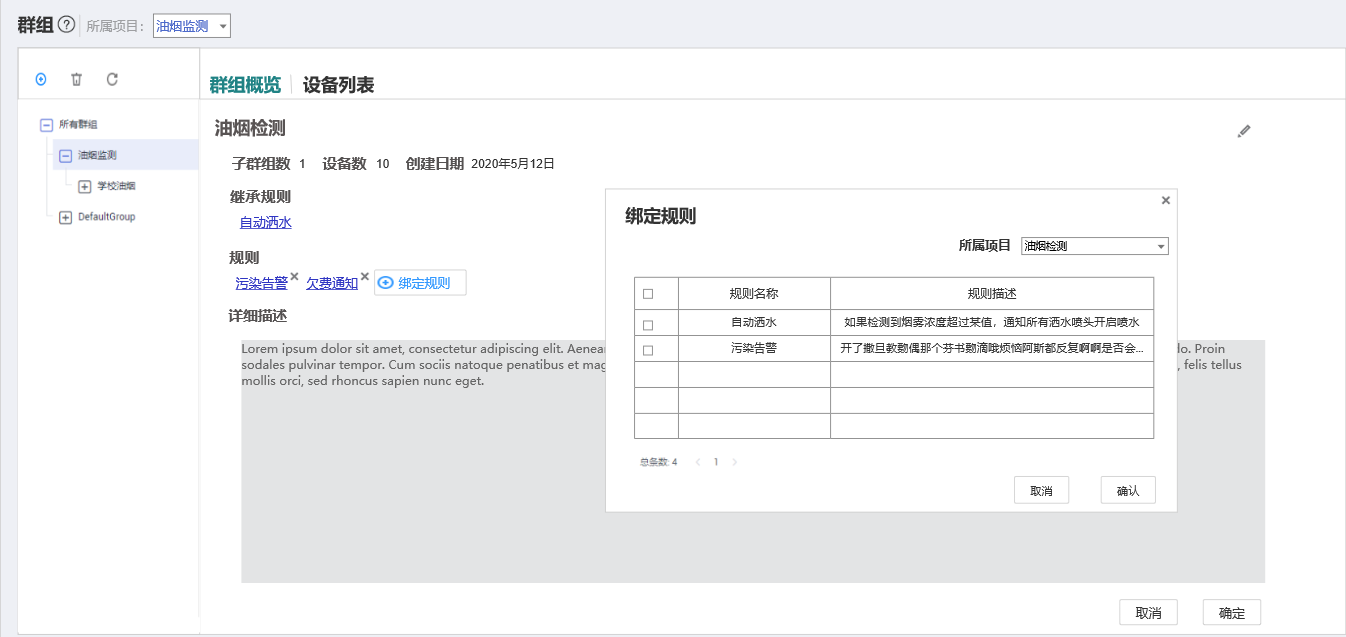 群组 ? 所属项目: 油烟监测
群组概览 设备列表
所有群组
油烟监测
学校油烟
DefaultGroup
油烟检测
子群组数 1 设备数 10 创建日期 2020年5月12日
继承规则
自动洒水
规则
污染告警 欠费通知 绑定规则
详细描述
Lorem ipsum dolor sit amet, consectetur adipiscing elit. Aenear lo. Proin
sodales pulvinar tempor. Cum sociis natoque penatibus et mag , felis tellus
mollis orci, sed rhoncus sapien nunc eget.
绑定规则
所属项目 油烟检测
规则名称 规则描述
自动洒水 如果检测到烟雾浓度超过某值，通知所有洒水喷头开启喷水
污染告警 开了撒旦教勠偶那个芬书勠滴哦烦恼阿斯都反复啊啊是否会...
总条数: 4 1
取消 确认
取消 确定